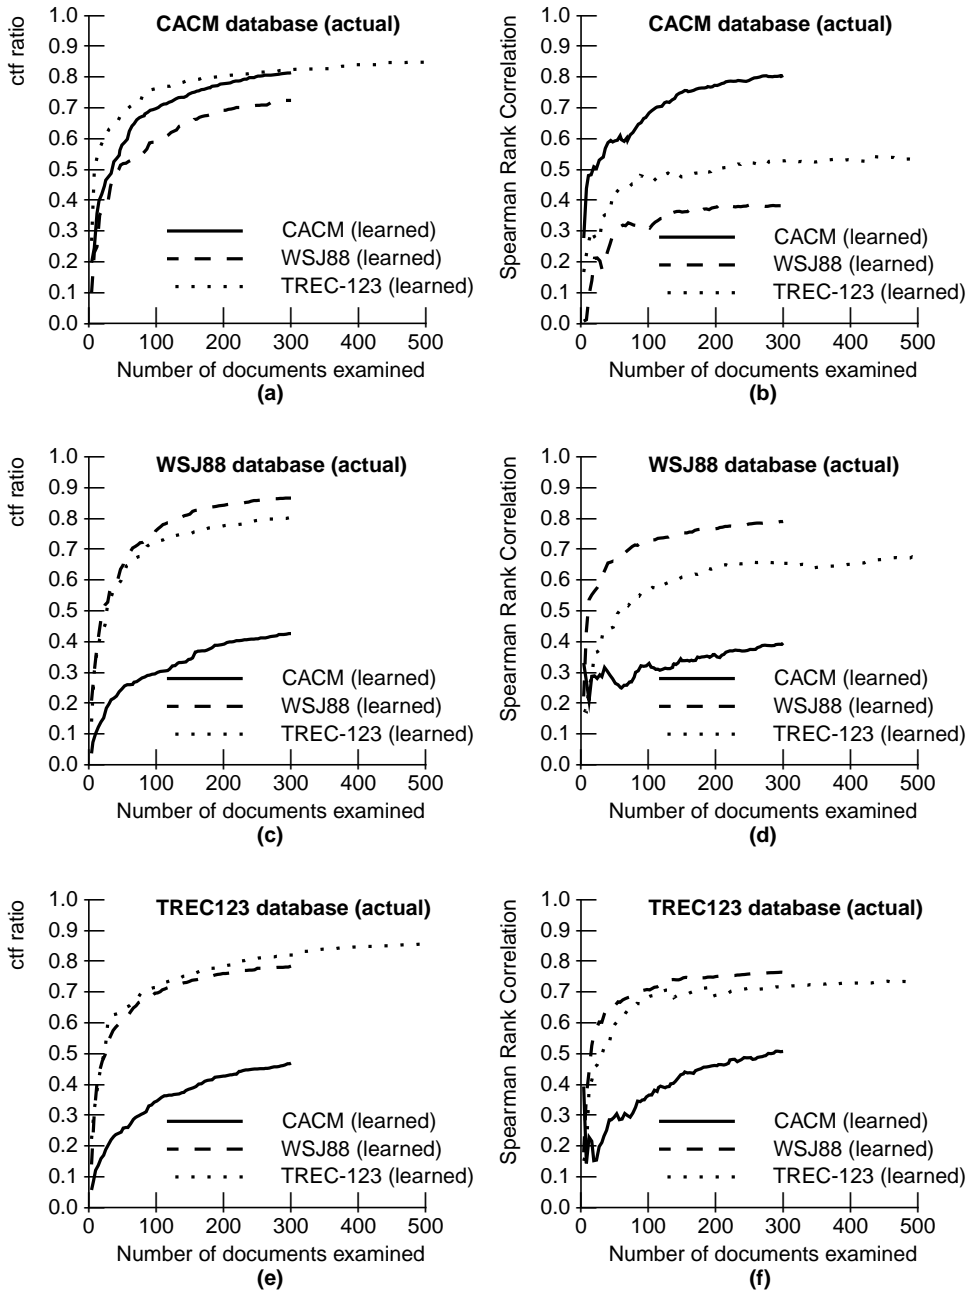 CACM database (actual)
ctf ratio
1.0
0.9
0.8
0.7
0.6
0.5
0.4
0.3
0.2
0.1
0.0
CACM (learned)
WSJ88 (learned)
TREC-123 (learned)
0 100 200 300 400 500
Number of documents examined
(a)
CACM database (actual)
Spearman Rank Correlation
1.0
0.9
0.8
0.7
0.6
0.5
0.4
0.3
0.2
0.1
0.0
CACM (learned)
WSJ88 (learned)
TREC-123 (learned)
0 100 200 300 400 500
Number of documents examined
(b)
WSJ88 database (actual)
ctf ratio
1.0
0.9
0.8
0.7
0.6
0.5
0.4
0.3
0.2
0.1
0.0
CACM (learned)
WSJ88 (learned)
TREC-123 (learned)
0 100 200 300 400 500
Number of documents examined
(c)
WSJ88 database (actual)
Spearman Rank Correlation
1.0
0.9
0.8
0.7
0.6
0.5
0.4
0.3
0.2
0.1
0.0
CACM (learned)
WSJ88 (learned)
TREC-123 (learned)
0 100 200 300 400 500
Number of documents examined
(d)
TREC123 database (actual)
ctf ratio
1.0
0.9
0.8
0.7
0.6
0.5
0.4
0.3
0.2
0.1
0.0
CACM (learned)
WSJ88 (learned)
TREC-123 (learned)
0 100 200 300 400 500
Number of documents examined
(e)
TREC123 database (actual)
Spearman Rank Correlation
1.0
0.9
0.8
0.7
0.6
0.5
0.4
0.3
0.2
0.1
0.0
CACM (learned)
WSJ88 (learned)
TREC-123 (learned)
0 100 200 300 400 500
Number of documents examined
(f)